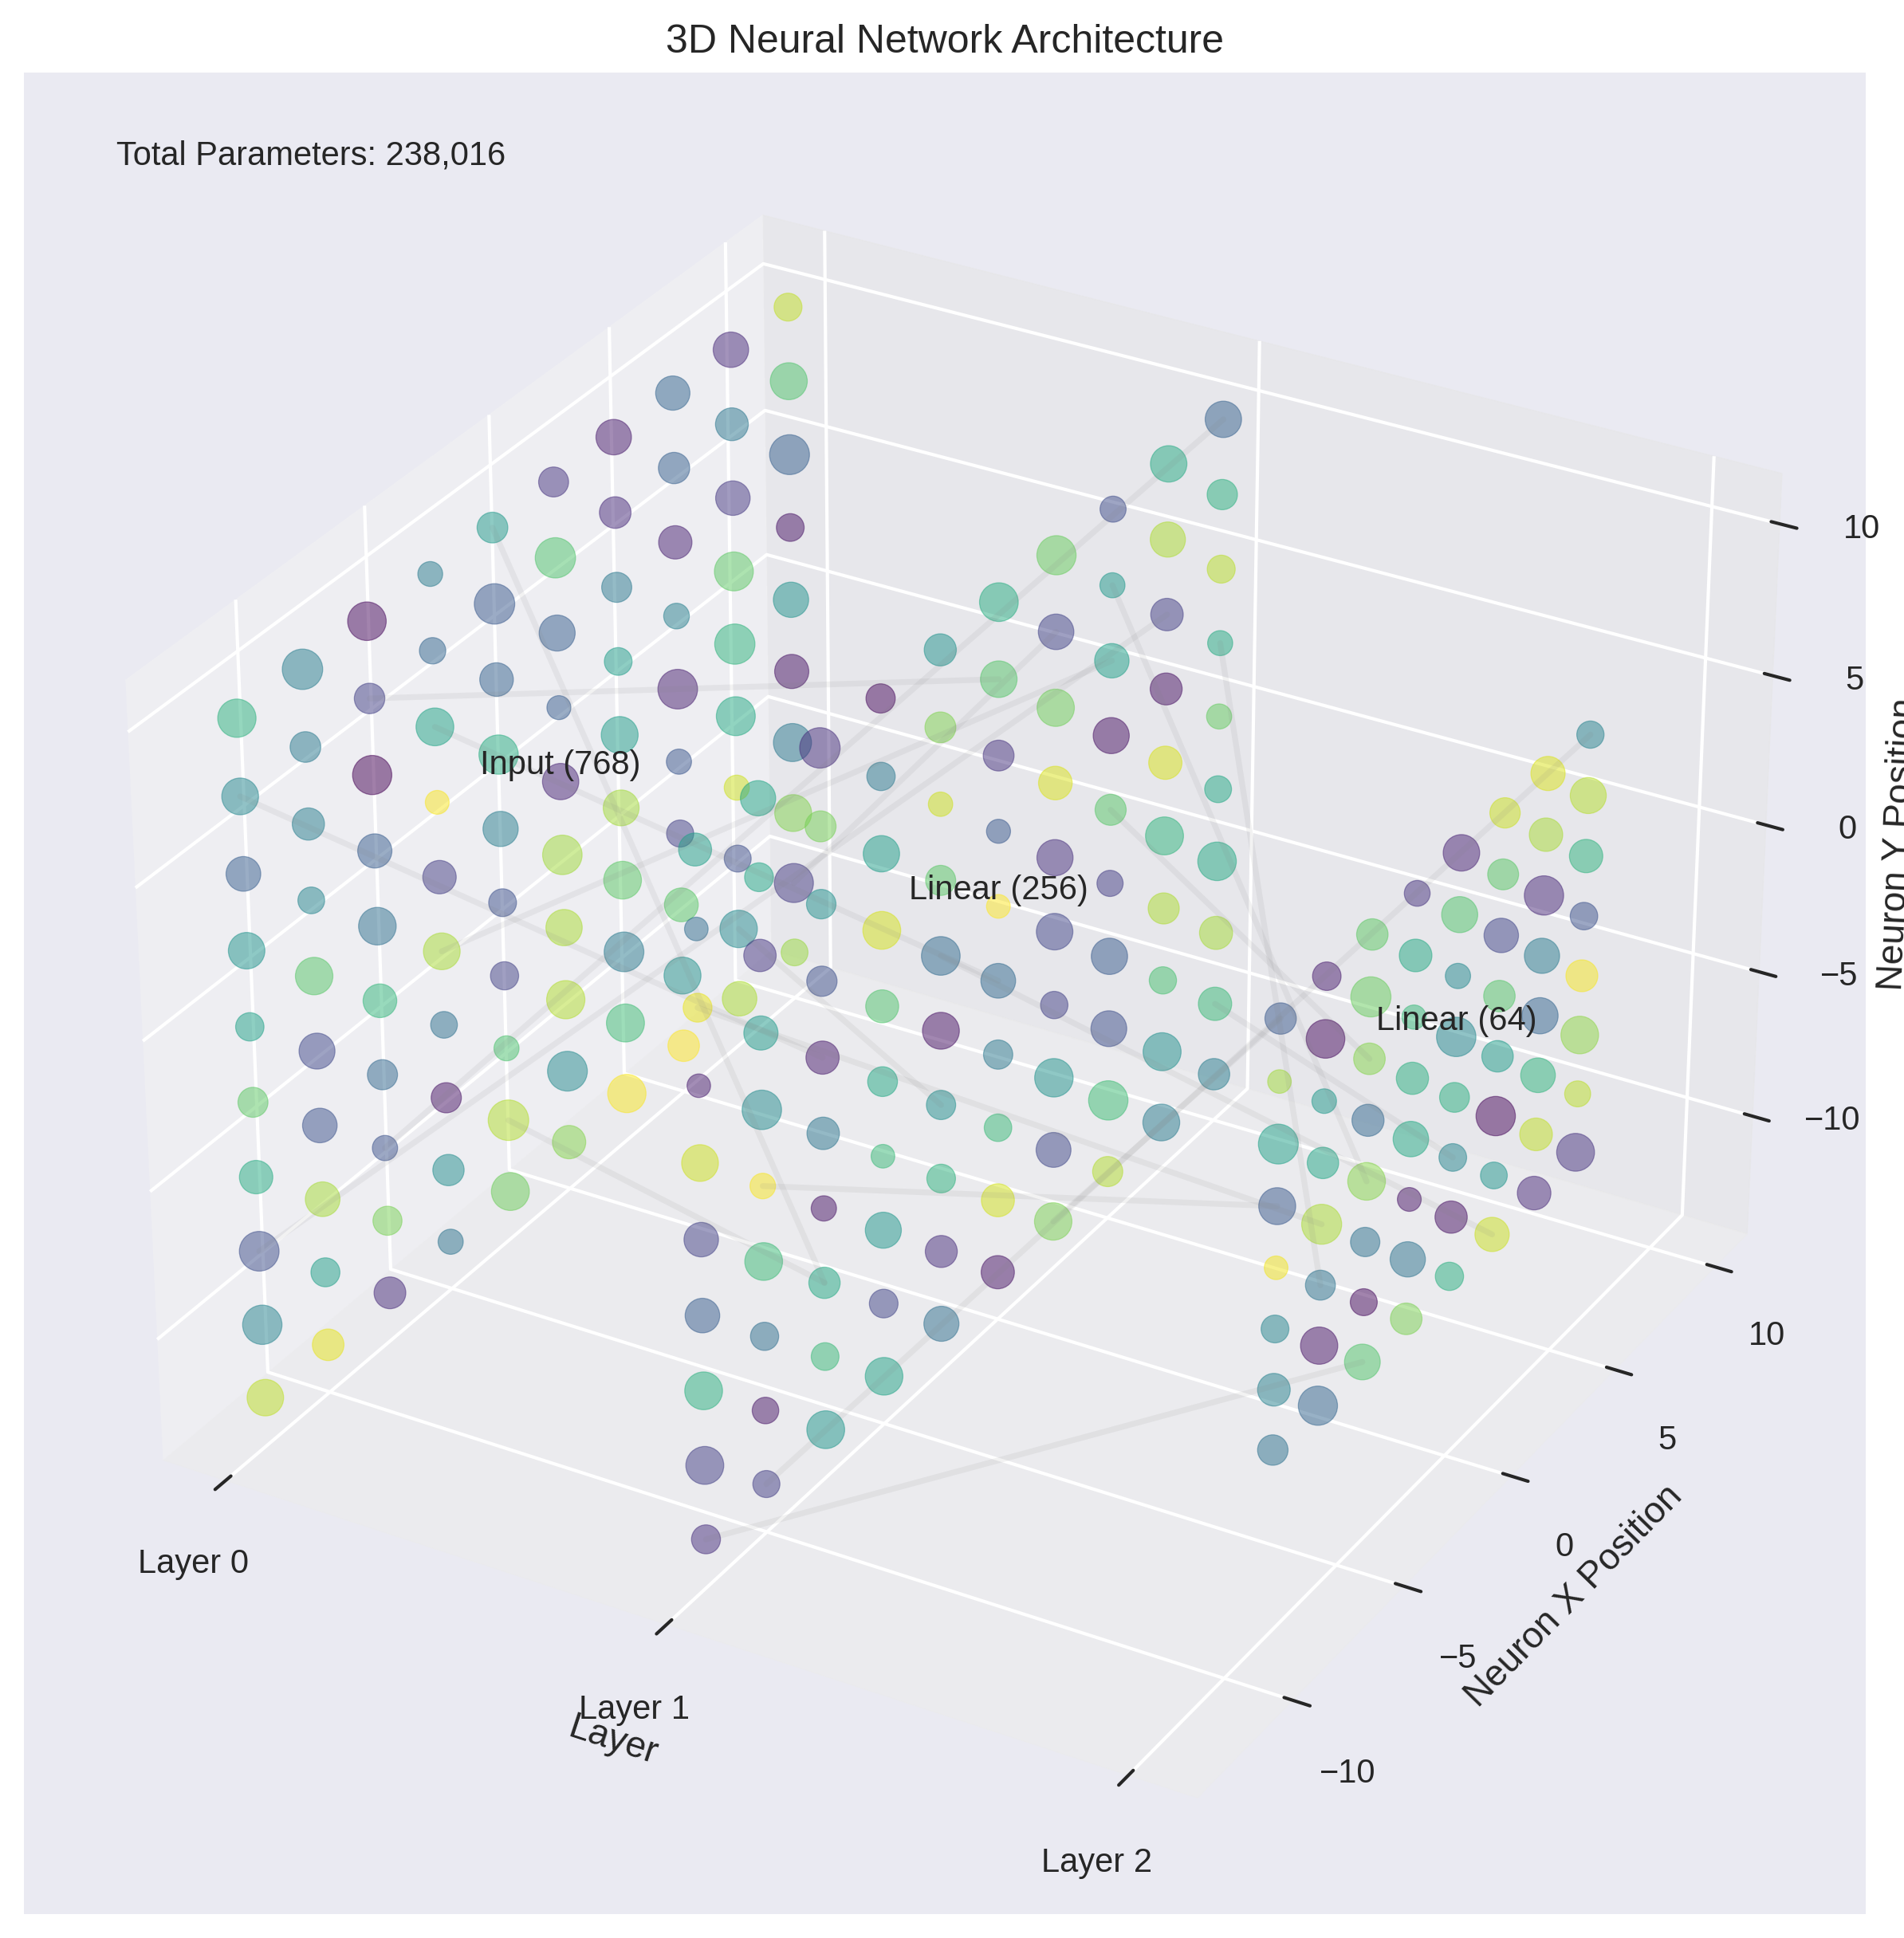 3D Neural Network Architecture
Total Parameters: 238,016
Input (768)
Linear (256)
Linear (64)
10
5
0
−5
−10
Neuron Y Position
10
5
0
−5
−10
Neuron X Position
Layer 0
Layer 1
Layer 2
Layer